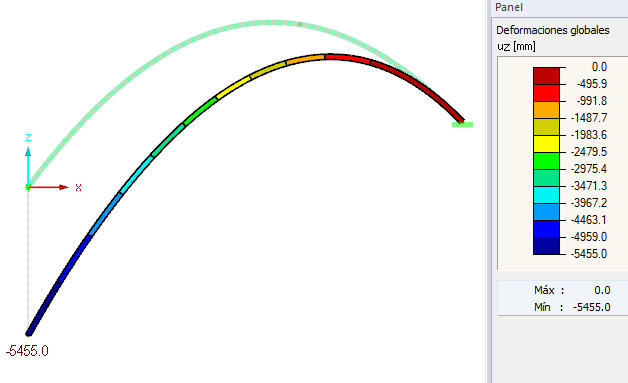 Panel
Deformaciones globales
uz [mm]
0.0
-495.9
-991.8
-1487.7
-1983.6
-2479.5
-2975.4
-3471.3
-3967.2
-4463.1
-4959.0
-5455.0
Máx : 0.0
Mín : -5455.0
z
x
-5455.0